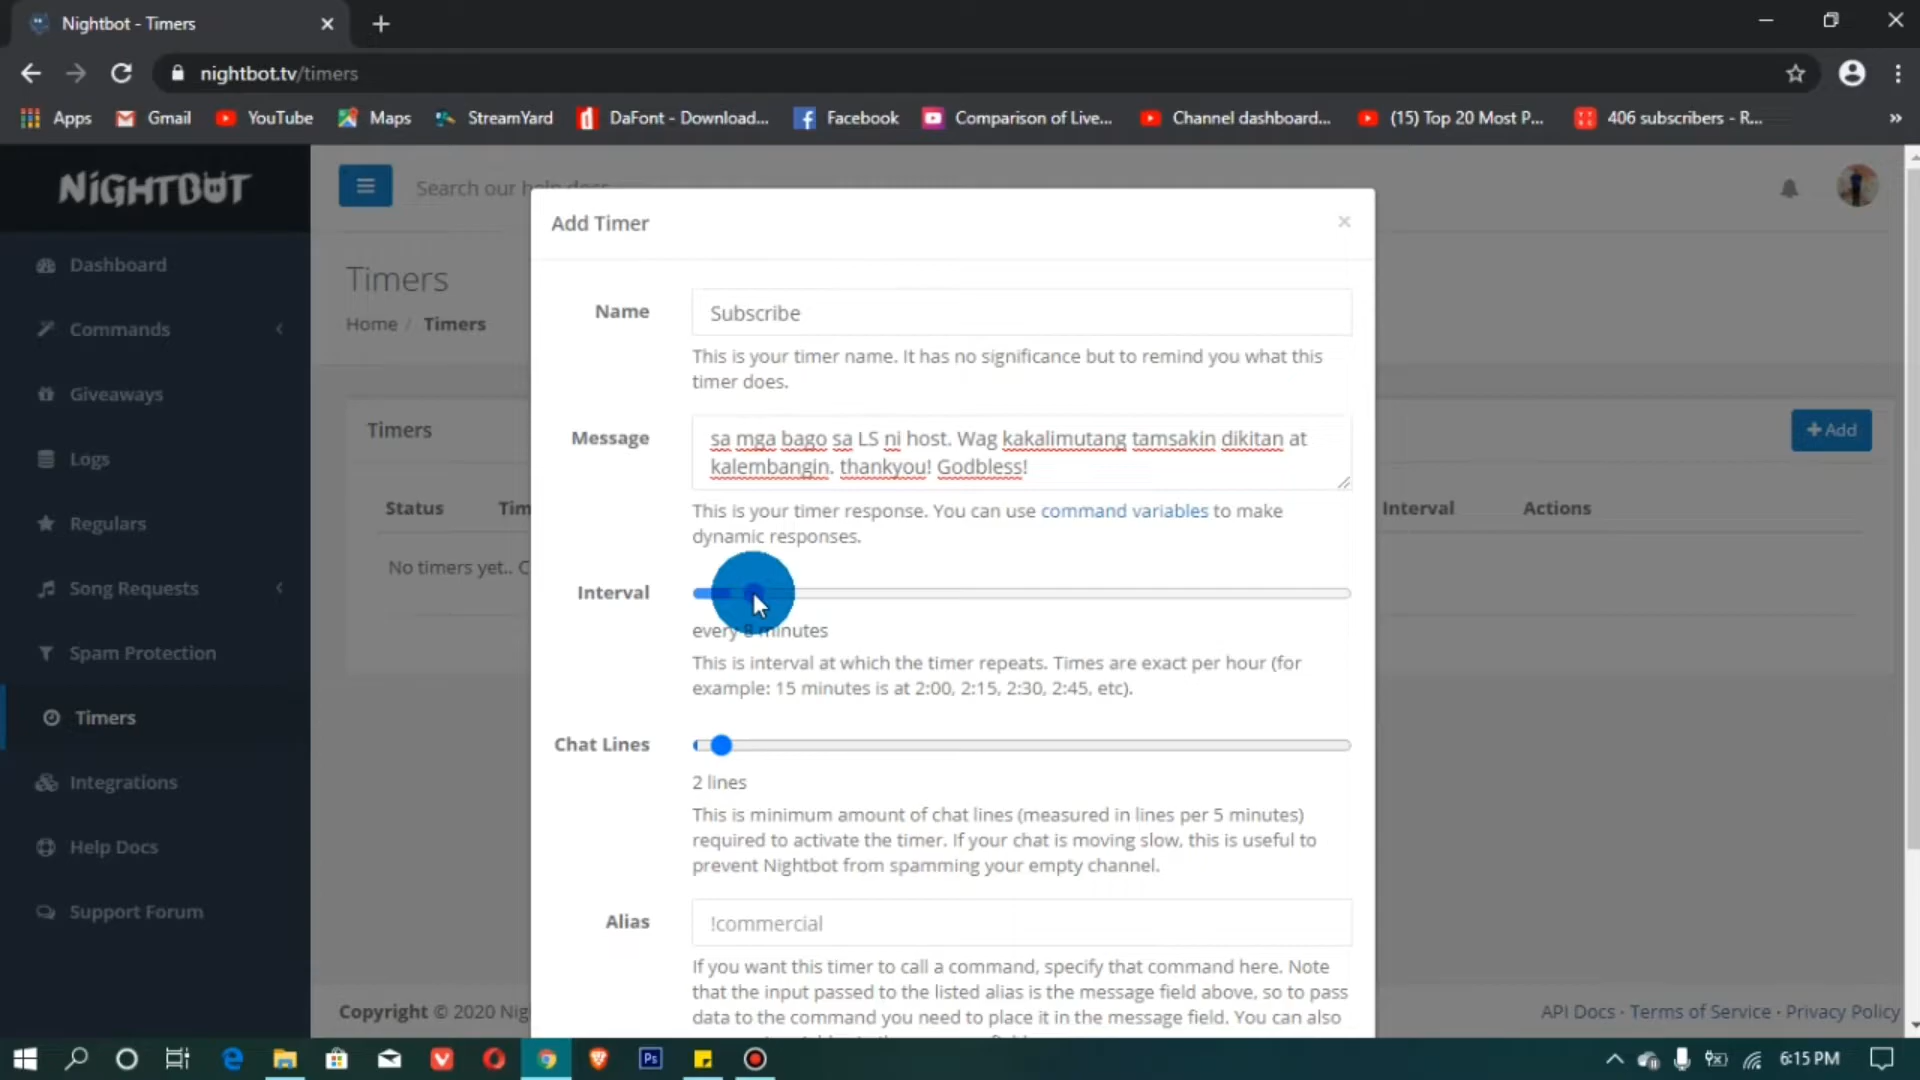 Nightbot - Timers
nightbot.tv/timers
Apps Gmail YouTube Maps StreamYard DaFont - Download... Facebook Comparison of Live... Channel dashboard... (15) Top 20 Most P... 406 subscribers - R... »
NiGHTBOT
Search our help docs
Dashboard
Commands
Giveaways
Logs
Regulars
Song Requests
Spam Protection
Timers
Integrations
Help Docs
Support Forum
Timers
Home / Timers
Timers
+ Add
Status Tim Interval Actions
No timers yet.. C
Add Timer ×
Name Subscribe
This is your timer name. It has no significance but to remind you what this
timer does.
Message sa mga bago sa LS ni host. Wag kakalimutang tamsakin dikitan at
kalembangin. thankyou! Godbless!
This is your timer response. You can use command variables to make
dynamic responses.
Interval
every 8 minutes
This is interval at which the timer repeats. Times are exact per hour (for
example: 15 minutes is at 2:00, 2:15, 2:30, 2:45, etc).
Chat Lines
2 lines
This is minimum amount of chat lines (measured in lines per 5 minutes)
required to activate the timer. If your chat is moving slow, this is useful to
prevent Nightbot from spamming your empty channel.
Alias !commercial
If you want this timer to call a command, specify that command here. Note
that the input passed to the listed alias is the message field above, so to pass
data to the command you need to place it in the message field. You can also
Copyright © 2020 Nig
API Docs · Terms of Service · Privacy Policy
Ps
6:15 PM